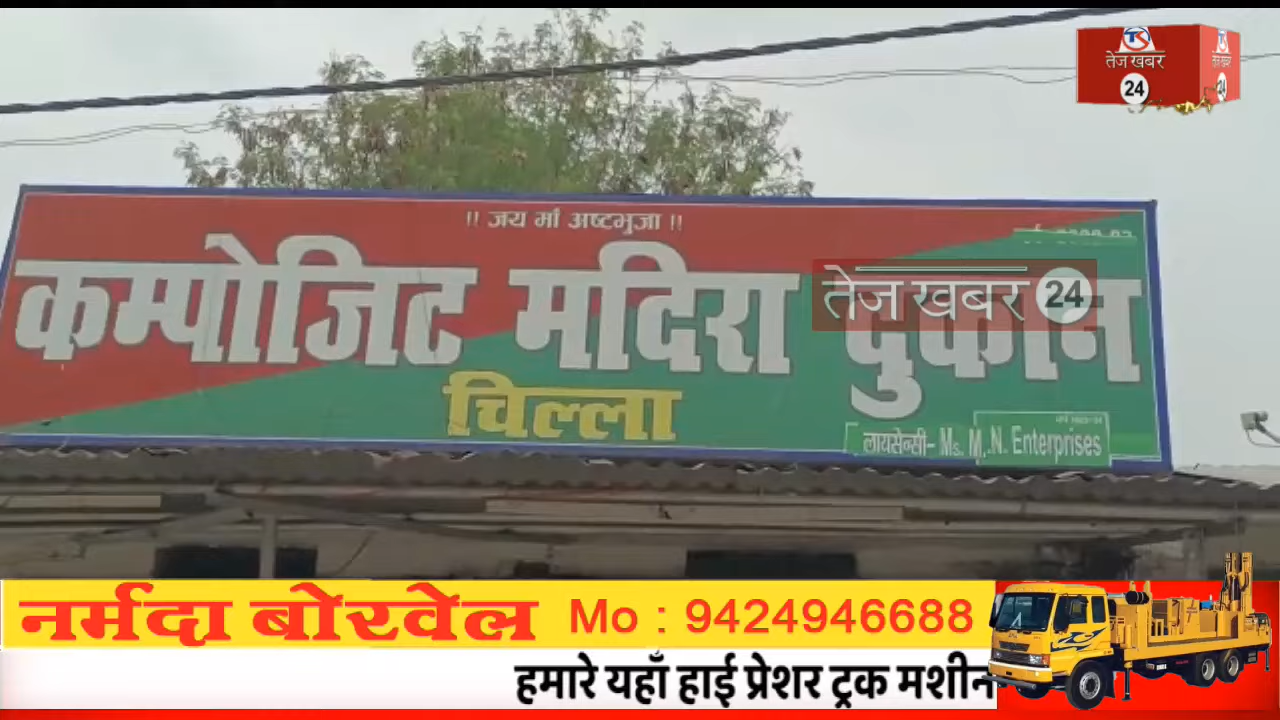 तेज खबर
24
!! जय माँ अष्टभुजा !!
कम्पोजिट मदिरा दुकान
तेज खबर 24
चिल्ला
लायसेन्सी- Ms. M.N. Enterprises
नर्मदा बोरवेल Mo : 9424946688
हमारे यहाँ हाई प्रेशर ट्रक मशीन